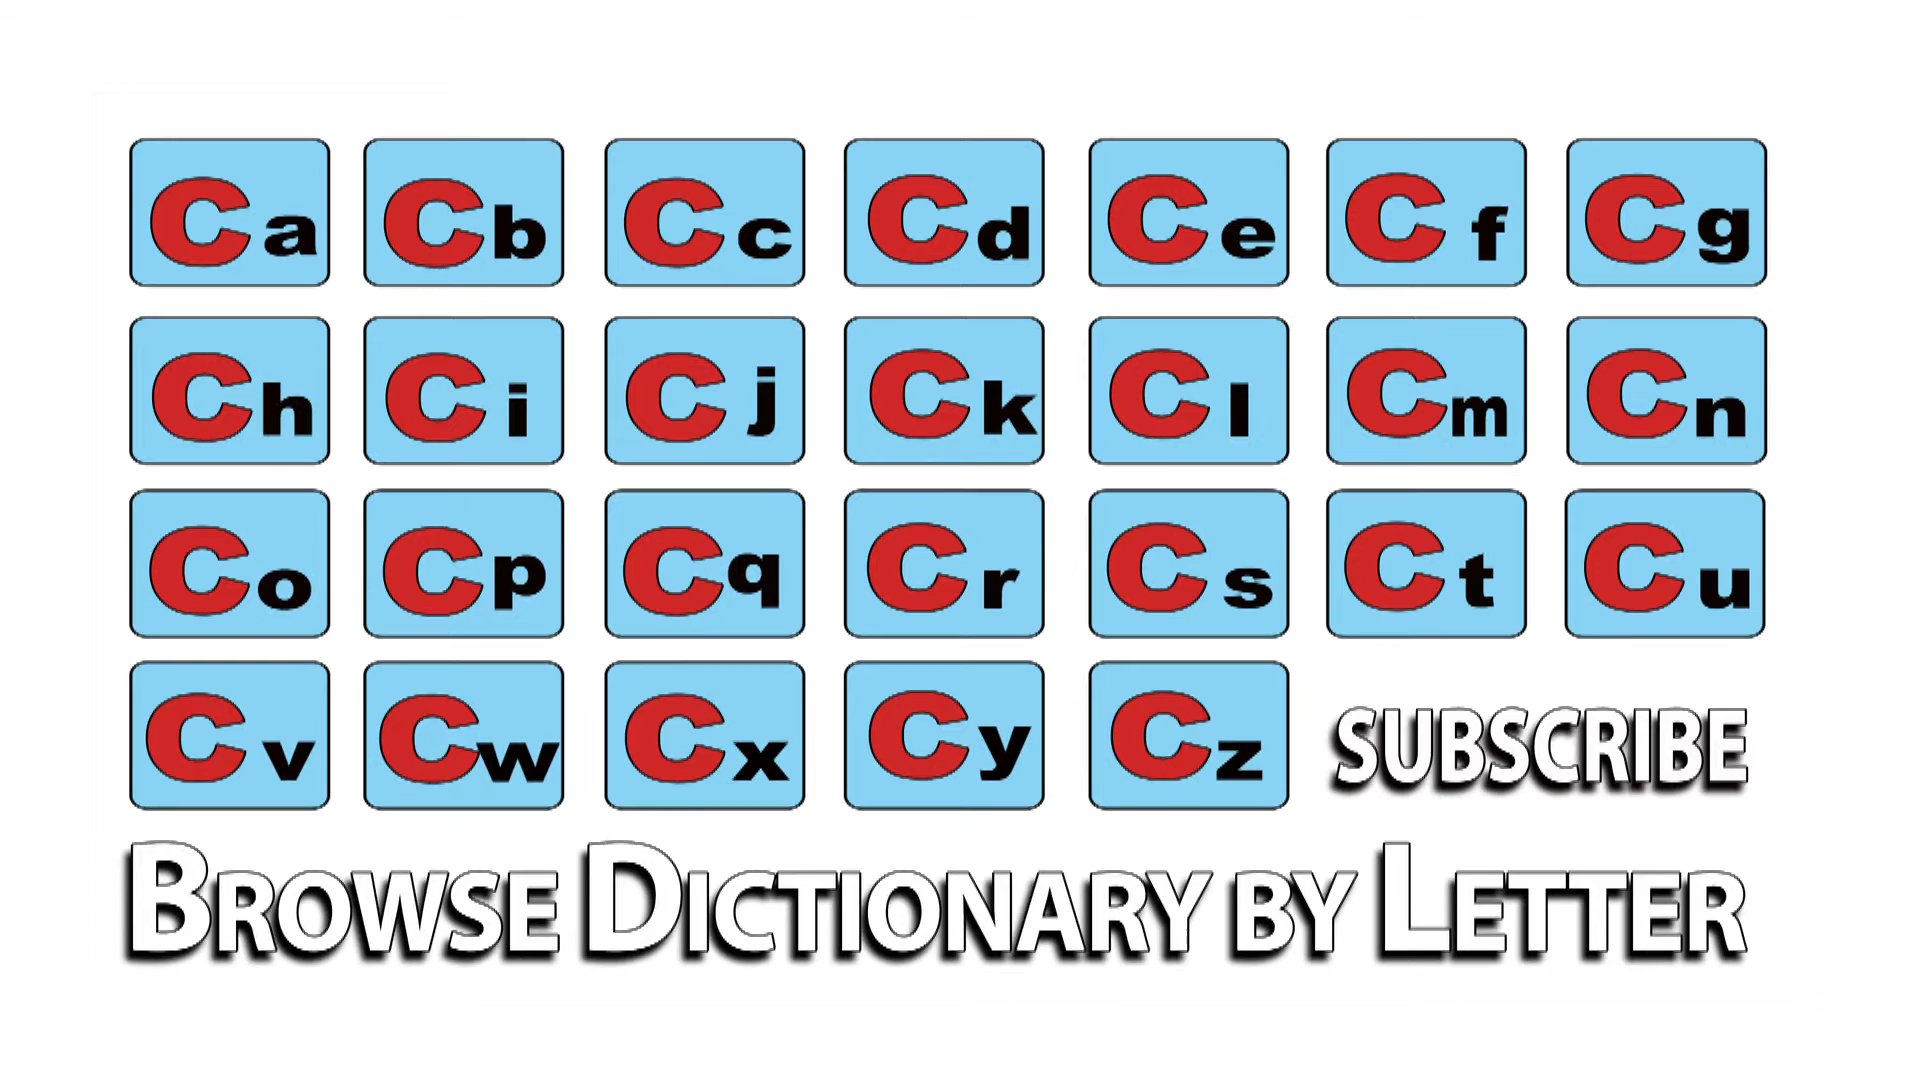 Ca Cb Cc Cd Ce Cf Cg
Ch Ci Cj Ck Cl Cm Cn
Co Cp Cq Cr Cs Ct Cu
Cv Cw Cx Cy Cz SUBSCRIBE
BROWSE DICTIONARY BY LETTER